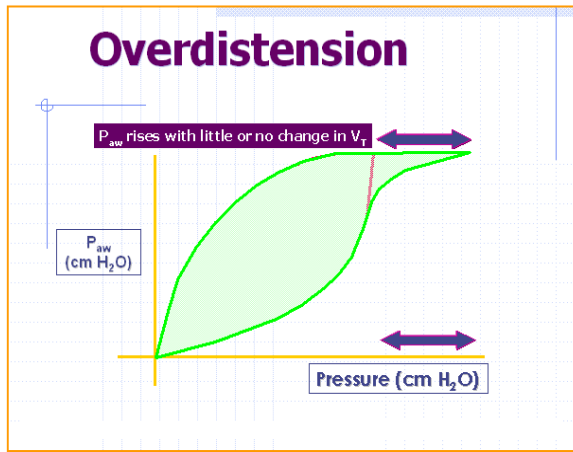 Overdistension
Paw rises with little or no change in VT
Paw
(cm H2O)
Pressure (cm H2O)